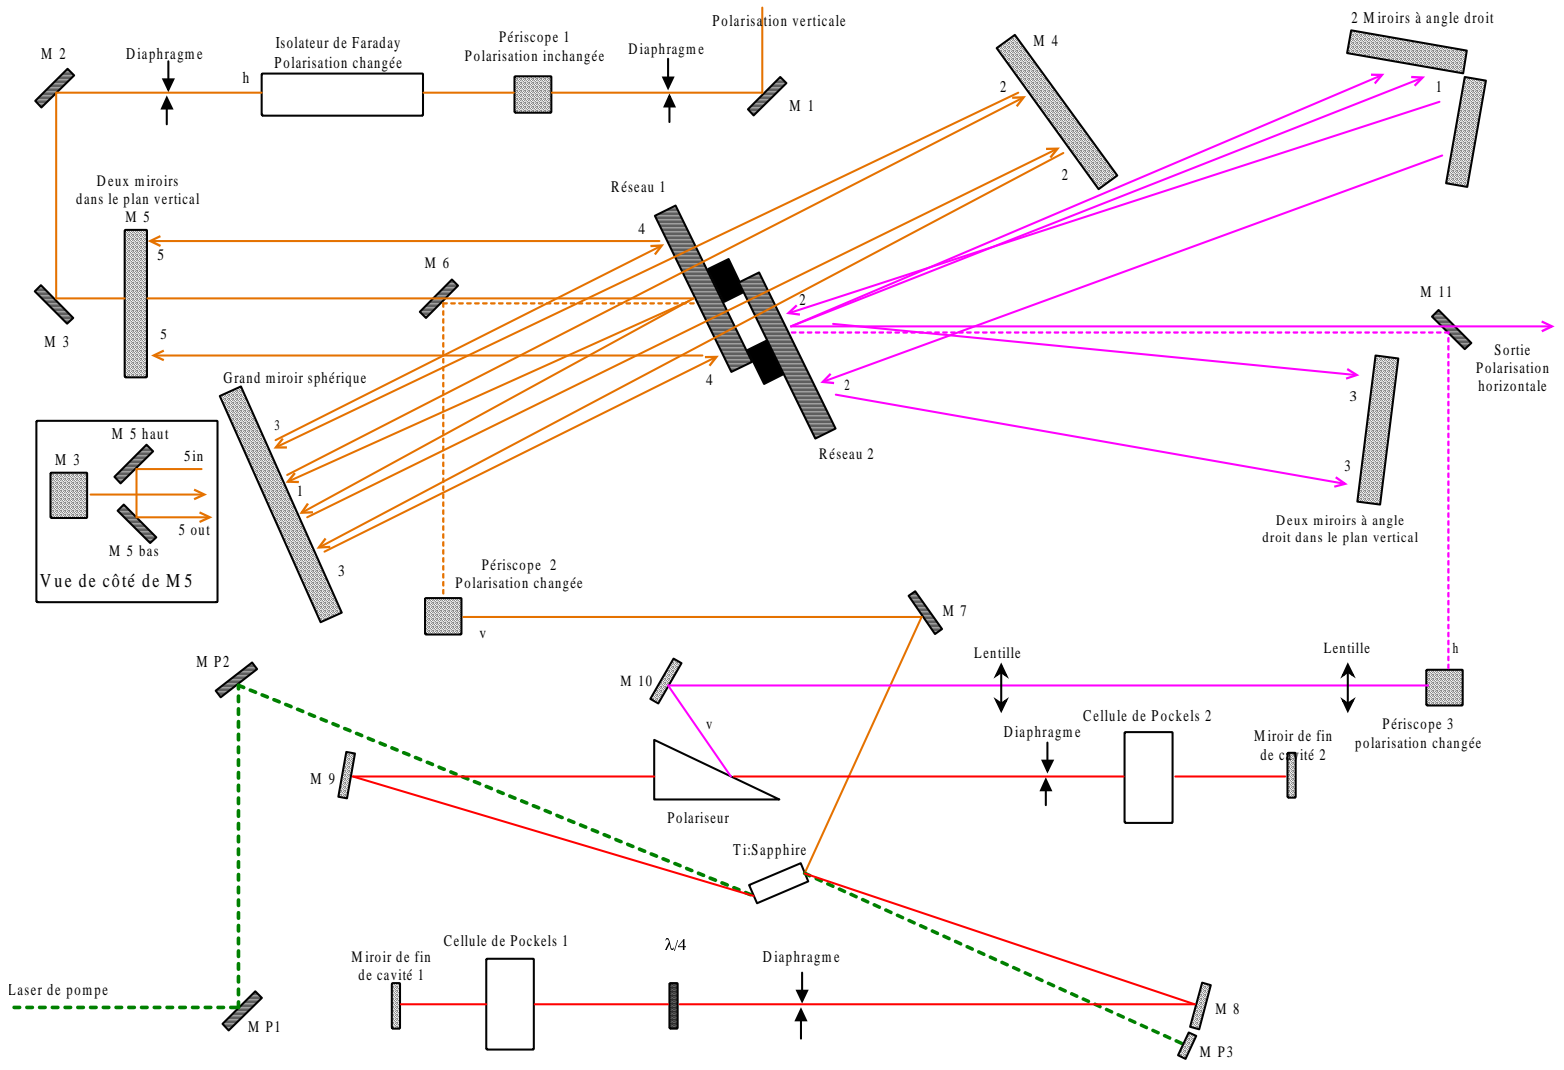 Polarisation verticale
2 Miroirs à angle droit
M 2
Diaphragme
Isolateur de Faraday
Polarisation changée
Périscope 1
Polarisation inchangée
Diaphragme
M 4
h
M 1
2
1
Deux miroirs
dans le plan vertical
M 5
Réseau 1
2
4
5
M 6
2
M 11
M 3
5
4
Sortie
Polarisation
horizontale
Grand miroir sphérique
2
3
3
M 5 haut
M 3
5in
1
3
5 out
M 5 bas
Vue de côté de M5
Réseau 2
Deux miroirs à angle
droit dans le plan vertical
3
Périscope 2
Polarisation changée
v
M 7
M P2
M 10
Lentille
Lentille
h
v
Cellule de Pockels 2
Périscope 3
polarisation changée
Diaphragme
Miroir de fin
de cavité 2
M 9
Polariseur
Ti:Sapphire
Cellule de Pockels 1
λ/4
Diaphragme
Miroir de fin
de cavité 1
Laser de pompe
M P1
M 8
M P3